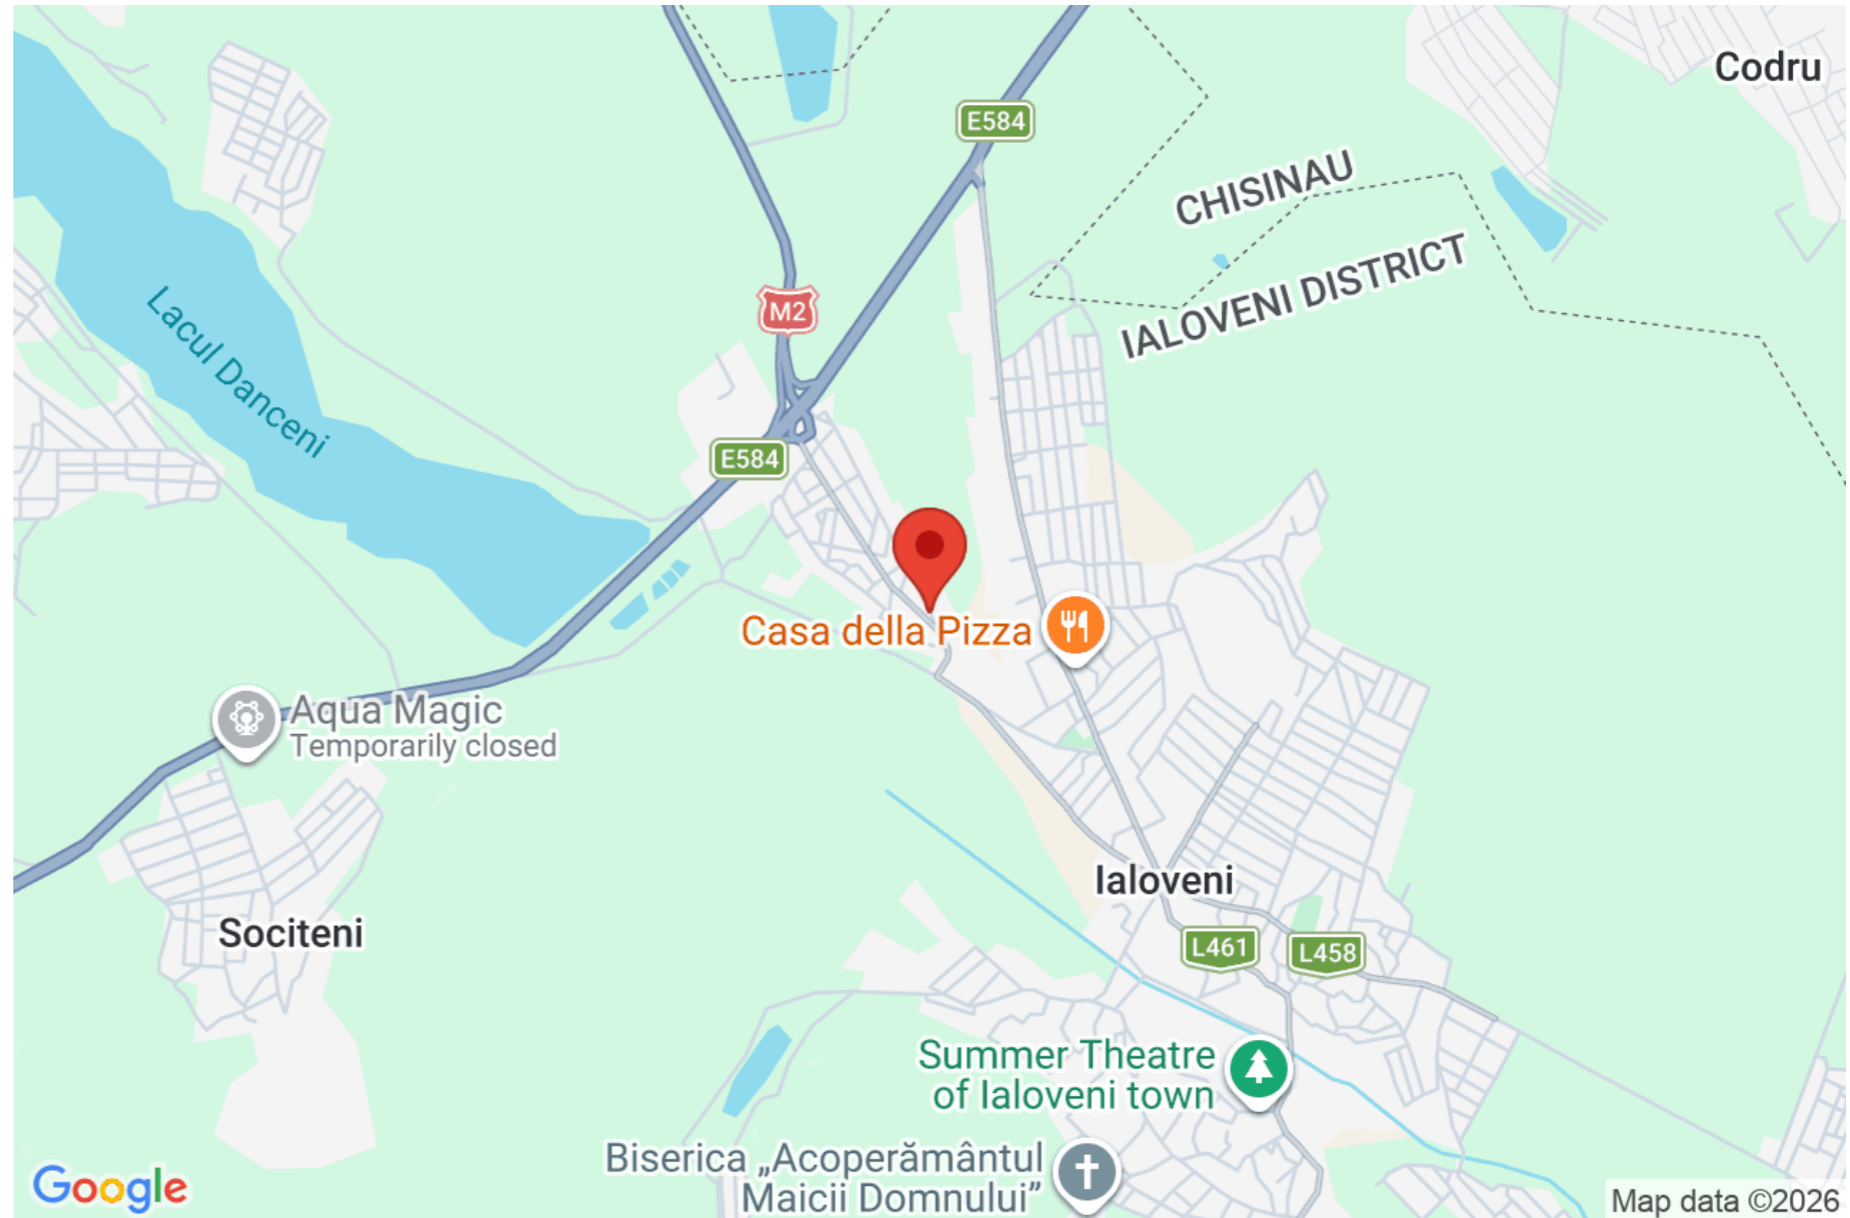 Codru
E584
CHISINAU
IALOVENI DISTRICT
M2
Lacul Danceni
E584
Casa della Pizza
Aqua Magic
Temporarily closed
Ialoveni
Sociteni
L461
L458
Summer Theatre
of Ialoveni town
Biserica „Acoperământul
Maicii Domnului”
Google
Map data ©2026